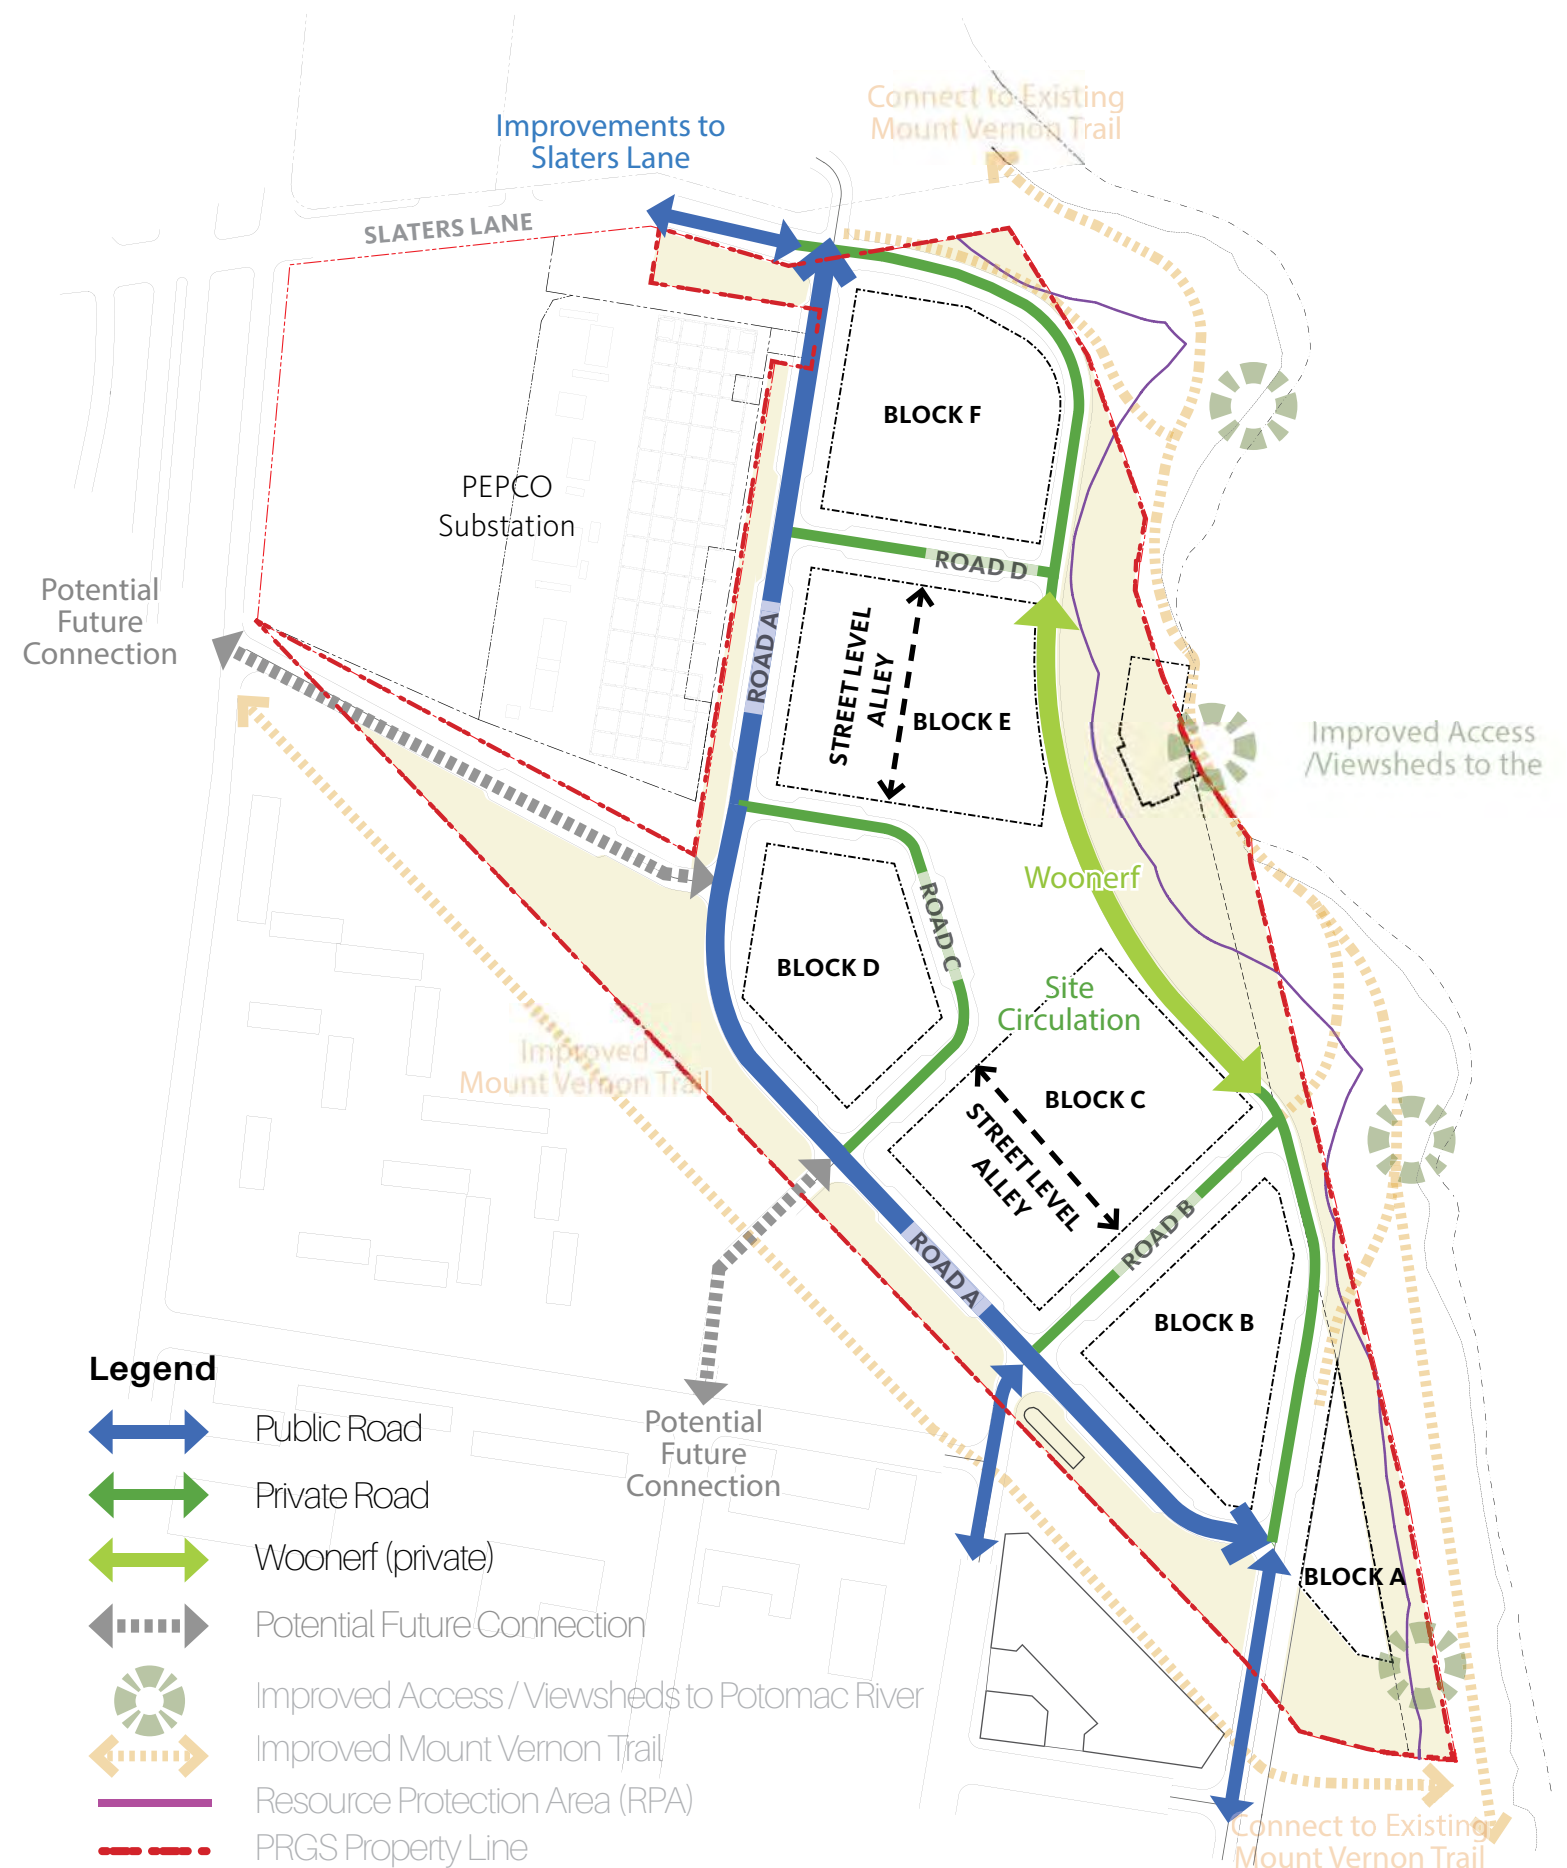 Connect to Existing
Mount Vernon Trail
Improvements to
Slaters Lane
SLATERS LANE
BLOCK F
PEPCO
Substation
ROAD D
Potential
Future
Connection
ROAD A
STREET LEVEL
ALLEY
BLOCK E
Improved Access
/Viewsheds to the
Woonerf
ROAD C
BLOCK D
Site
Circulation
Improved
Mount Vernon Trail
BLOCK C
STREET LEVEL
ALLEY
ROAD B
ROAD A
BLOCK B
Potential
Future
Connection
BLOCK A
Legend
Public Road
Private Road
Woonerf (private)
Potential Future Connection
Improved Access / Viewsheds to Potomac River
Improved Mount Vernon Trail
Resource Protection Area (RPA)
PRGS Property Line
Connect to Existing
Mount Vernon Trail